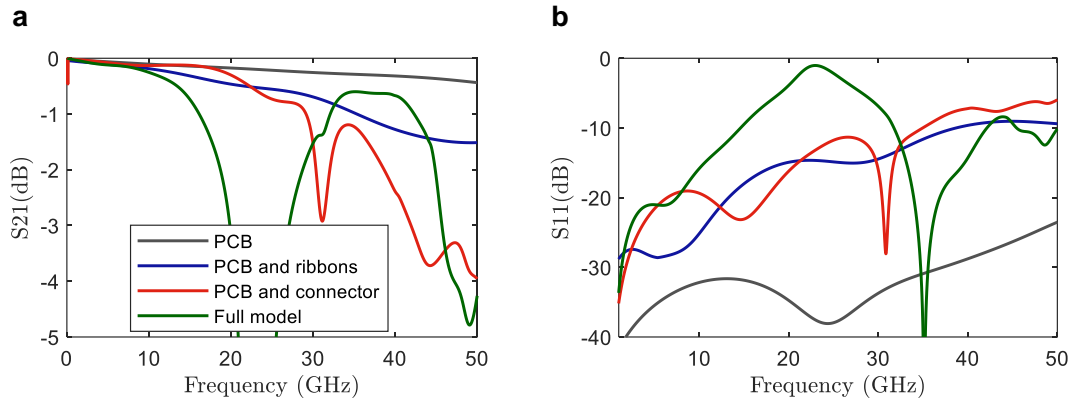 a
0
-1
-2
-3
-4
-5
S21(dB)
PCB
PCB and ribbons
PCB and connector
Full model
0 10 20 30 40 50
Frequency (GHz)
b
0
-10
-20
-30
-40
S11(dB)
10 20 30 40 50
Frequency (GHz)